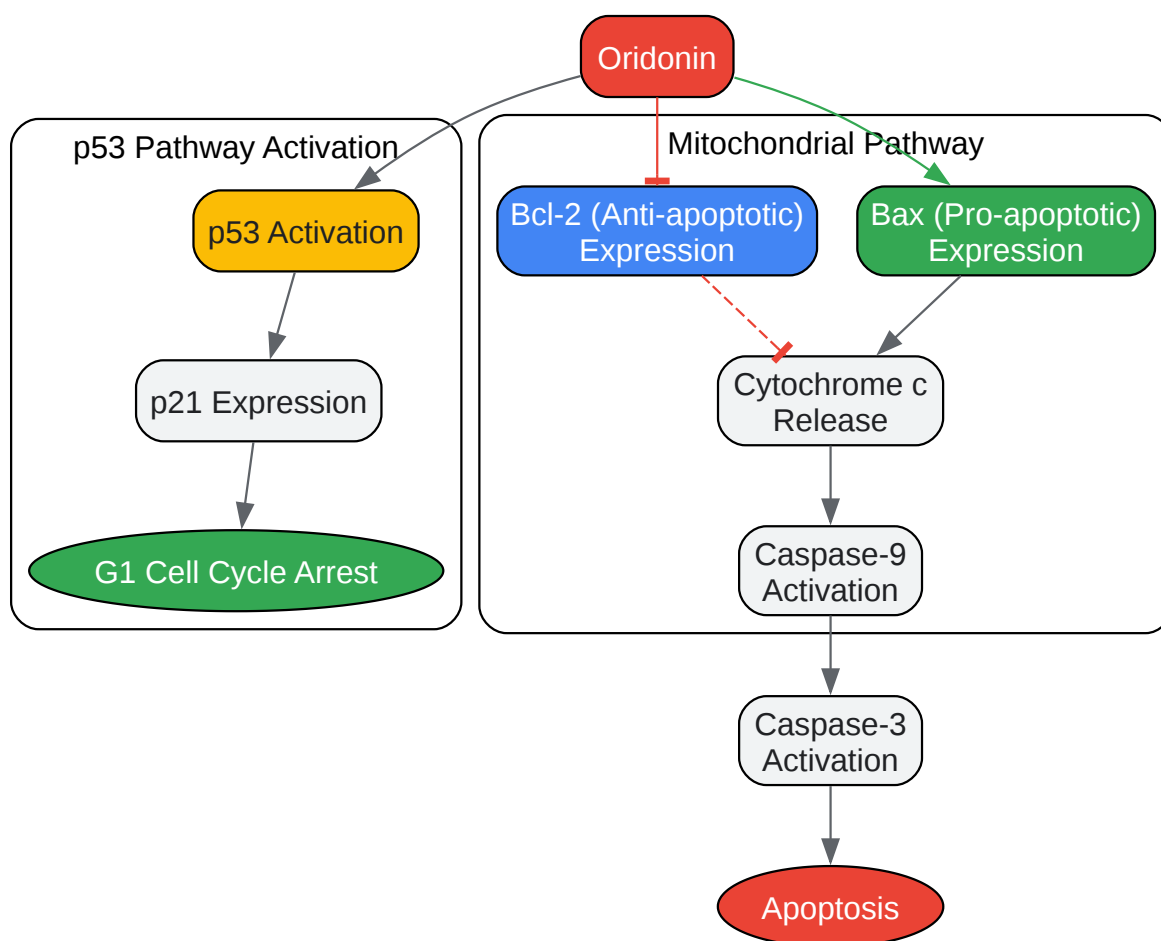 Oridonin
p53 Pathway Activation
Mitochondrial Pathway
p53 Activation
Bcl-2 (Anti-apoptotic)
Expression
Bax (Pro-apoptotic)
Expression
p21 Expression
Cytochrome c
Release
G1 Cell Cycle Arrest
Caspase-9
Activation
Caspase-3
Activation
Apoptosis